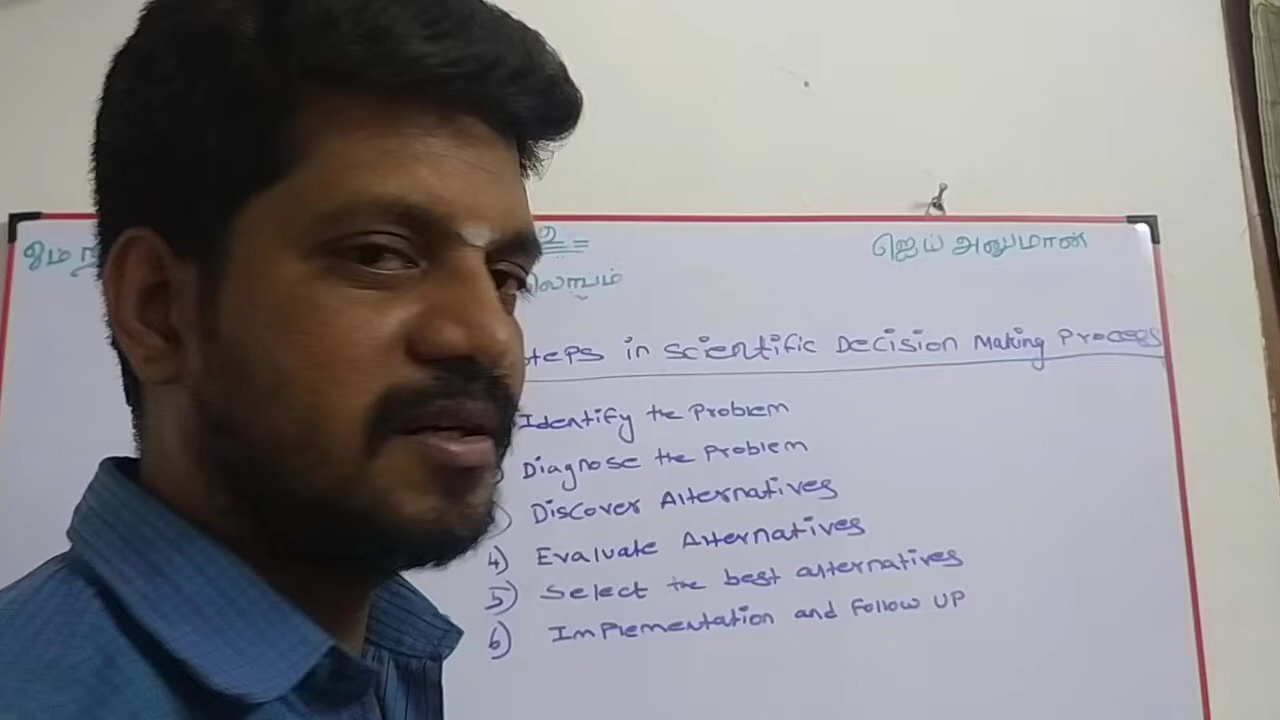 ஓம் உ ஜெய் அனுமான்
லாபம்
Steps in Scientific Decision Making Process
Identify the Problem
Diagnose the Problem
Discover Alternatives
4) Evaluate Alternatives
5) Select the best alternatives
6) Implementation and Follow UP